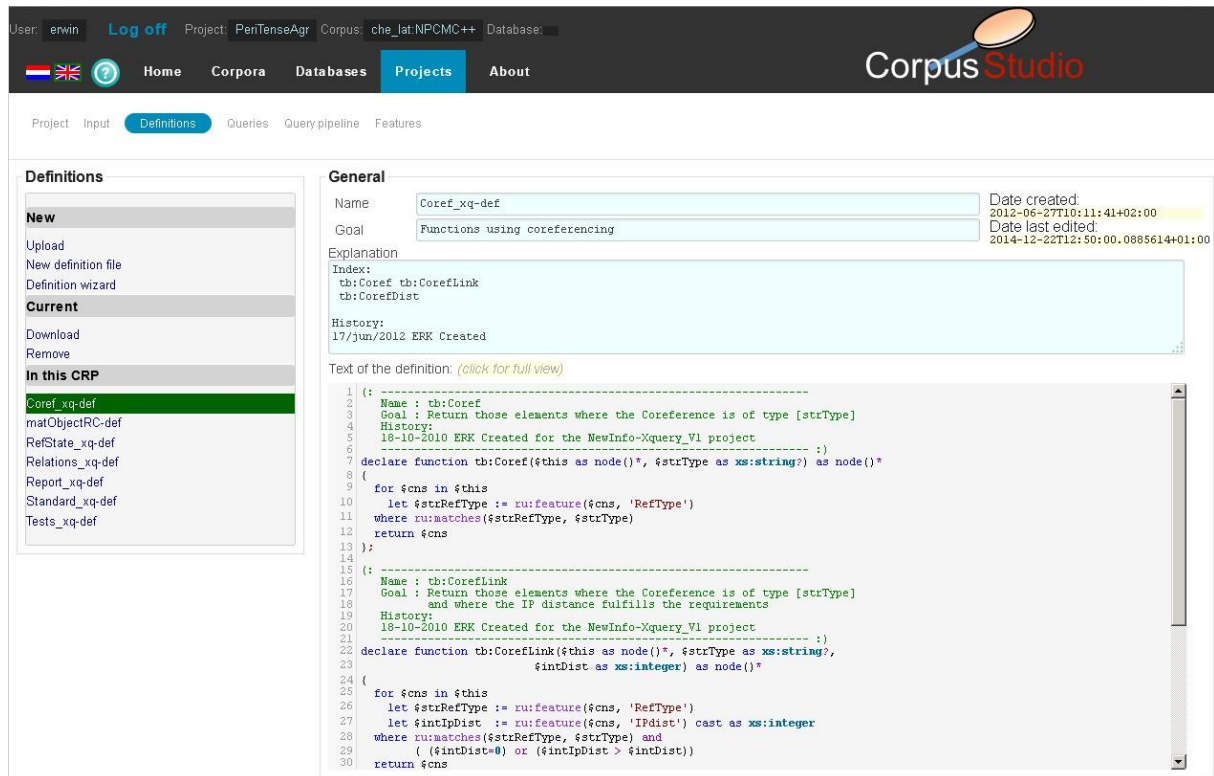 User: erwin Log off Project: PeriTenseAgr Corpus: che_lat:NPCMC++ Database:
Home Corpora Databases Projects About
CorpusStudio
Project Input Definitions Queries Query pipeline Features
Definitions
New
Upload
New definition file
Definition wizard
Current
Download
Remove
In this CRP
Coref_xq-def
matObjectRC-def
RefState_xq-def
Relations_xq-def
Report_xq-def
Standard_xq-def
Tests_xq-def
General
Name Coref_xq-def
Goal Functions using coreferencing
Date created:
2012-06-27T10:11:41+02:00
Date last edited:
2014-12-22T12:50:00.0885614+01:00
Explanation
Index:
tb:Coref tb:CorefLink
tb:CorefDist
History:
17/jun/2012 ERK Created
Text of the definition: (click for full view)
1 (: ----------------------------------------------------------------
2 Name : tb:Coref
3 Goal : Return those elements where the Coreference is of type [strType]
4 History:
5 18-10-2010 ERK Created for the NewInfo-Xquery_V1 project
6 ---------------------------------------------------------------- :)
7 declare function tb:Coref($this as node()*, $strType as xs:string?) as node()*
8 {
9 for $cns in $this
10 let $strRefType := ru:feature($cns, 'RefType')
11 where ru:matches($strRefType, $strType)
12 return $cns
13 };
14
15 (: ----------------------------------------------------------------
16 Name : tb:CorefLink
17 Goal : Return those elements where the Coreference is of type [strType]
18 and where the IP distance fulfills the requirements
19 History:
20 18-10-2010 ERK Created for the NewInfo-Xquery_V1 project
21 ---------------------------------------------------------------- :)
22 declare function tb:CorefLink($this as node()*, $strType as xs:string?,
23 $intDist as xs:integer) as node()*
24 {
25 for $cns in $this
26 let $strRefType := ru:feature($cns, 'RefType')
27 let $intIpDist := ru:feature($cns, 'IPdist') cast as xs:integer
28 where ru:matches($strRefType, $strType) and
29 ( ($intDist=0) or ($intIpDist > $intDist))
30 return $cns